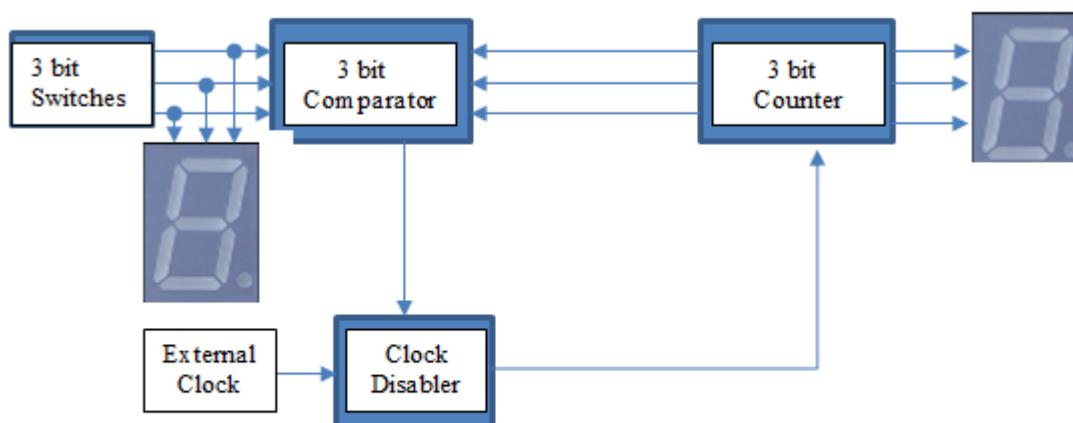 3 bit
Switches
3 bit
Comparator
3 bit
Counter
External
Clock
Clock
Disabler